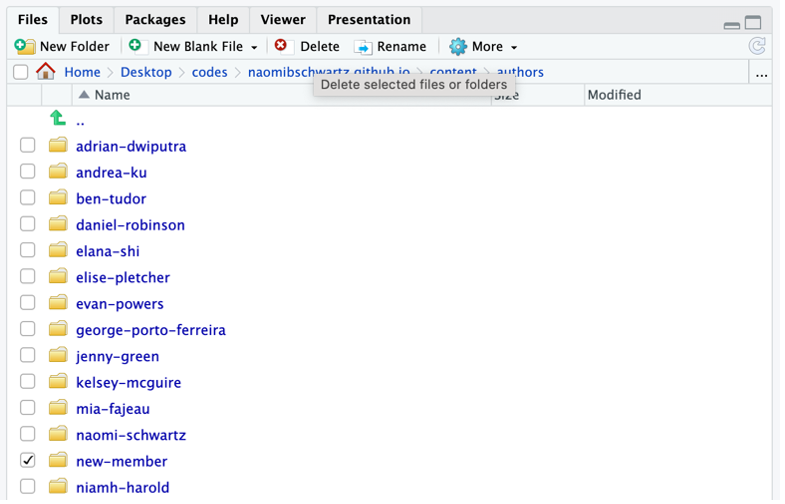 Files Plots Packages Help Viewer Presentation
New Folder New Blank File Delete Rename More
Home Desktop codes naomibschwartz.github.io content authors ...
Delete selected files or folders
Name Size Modified
..
adrian-dwiputra
andrea-ku
ben-tudor
daniel-robinson
elana-shi
elise-pletcher
evan-powers
george-porto-ferreira
jenny-green
kelsey-mcguire
mia-fajeau
naomi-schwartz
new-member
niamh-harold